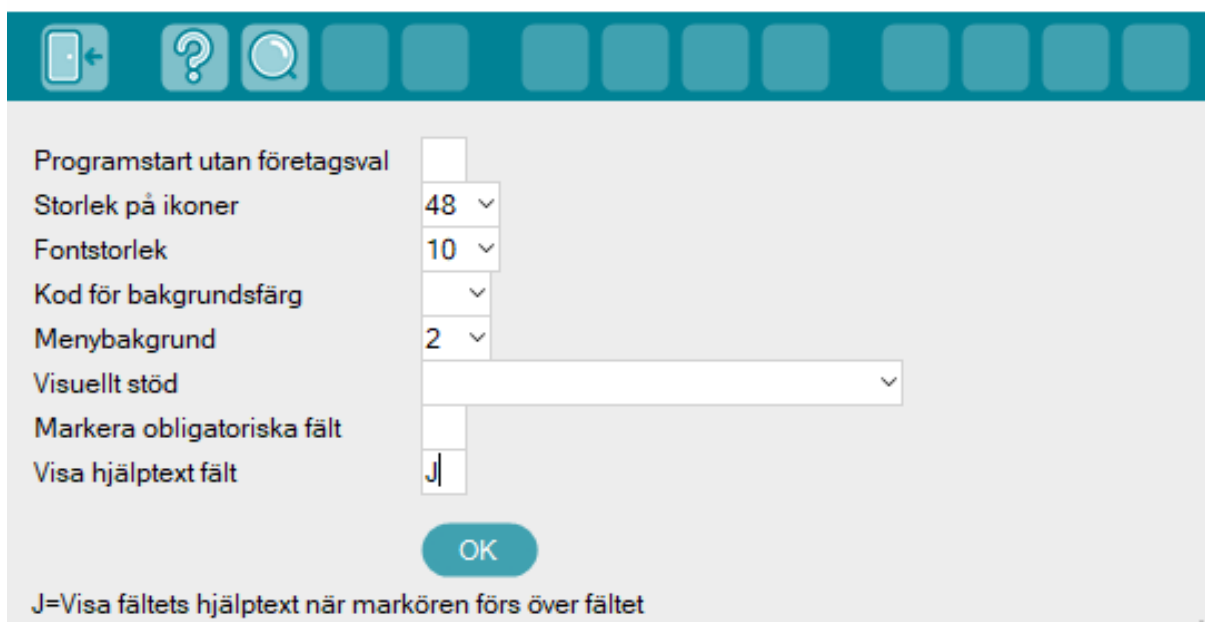 Programstart utan företagsval
Storlek på ikoner 48
Fontstorlek 10
Kod för bakgrundsfärg
Menybakgrund 2
Visuellt stöd
Markera obligatoriska fält
Visa hjälptext fält J
OK
J=Visa fältets hjälptext när markören förs över fältet